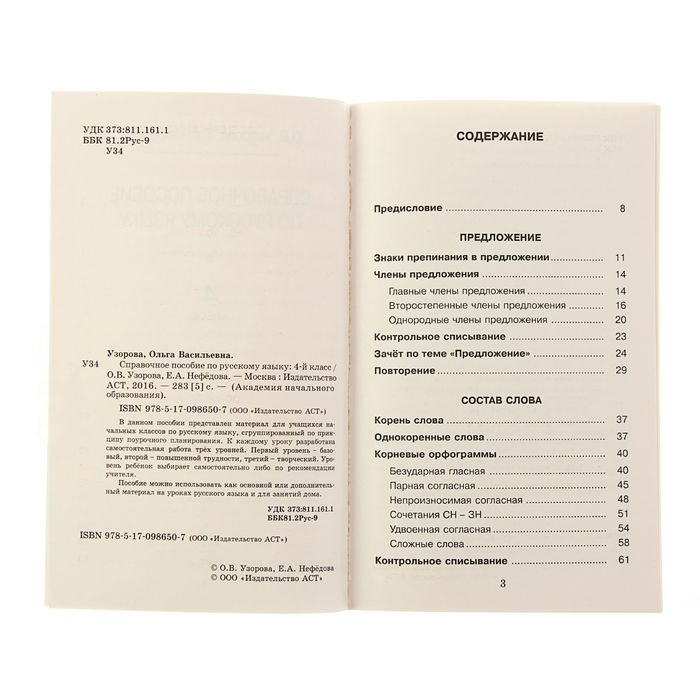 УДК 373:811.161.1
ББК 81.2Рус-9
У34
Узорова, Ольга Васильевна.
У34 Справочное пособие по русскому языку: 4-й класс /
О.В. Узорова, Е.А. Нефёдова. — Москва : Издательство
АСТ, 2016. — 283 [5] с. — (Академия начального
образования).
ISBN 978-5-17-098650-7 (ООО «Издательство АСТ»)
В данном пособии представлен материал для учащихся на-
чальных классов по русскому языку, сгруппированный по прин-
ципу поурочного планирования. К каждому уроку разработана
самостоятельная работа трёх уровней. Первый уровень – базо-
вый, второй – повышенной трудности, третий – творческий. Уро-
вень ребёнок выбирает самостоятельно либо по рекомендации
учителя.
Пособие можно использовать как основной или дополнитель-
ный материал на уроках русского языка и для занятий дома.
УДК 373:811.161.1
ББК81.2Рус-9
ISBN 978-5-17-098650-7 (ООО «Издательство АСТ»)
© О.В. Узорова, Е.А. Нефёдова
© ООО «Издательство АСТ»
СОДЕРЖАНИЕ
Предисловие ........ 8
ПРЕДЛОЖЕНИЕ
Знаки препинания в предложении ........ 11
Члены предложения ........ 14
Главные члены предложения ........ 14
Второстепенные члены предложения ........ 16
Однородные члены предложения ........ 20
Контрольное списывание ........ 23
Зачёт по теме «Предложение» ........ 24
Повторение ........ 29
СОСТАВ СЛОВА
Корень слова ........ 37
Однокоренные слова ........ 37
Корневые орфограммы ........ 40
Безударная гласная ........ 40
Парная согласная ........ 45
Непроизносимая согласная ........ 48
Сочетания СН – ЗН ........ 51
Удвоенная согласная ........ 54
Сложные слова ........ 58
Контрольное списывание ........ 61
3